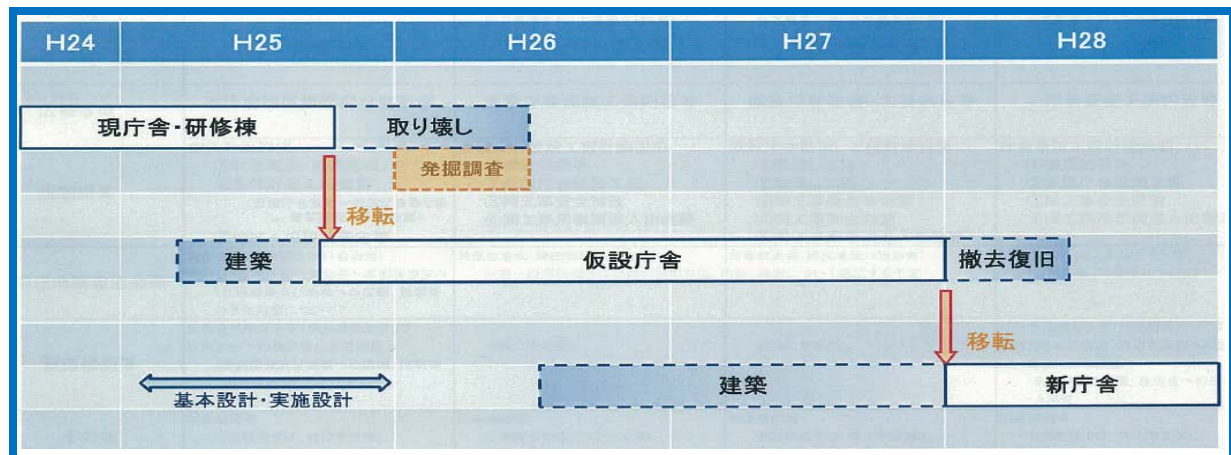 H24 H25 H26 H27 H28
現庁舎・研修棟 取り壊し
発掘調査
移転
建築 仮設庁舎 撤去復旧
移転
建築 新庁舎
基本設計・実施設計